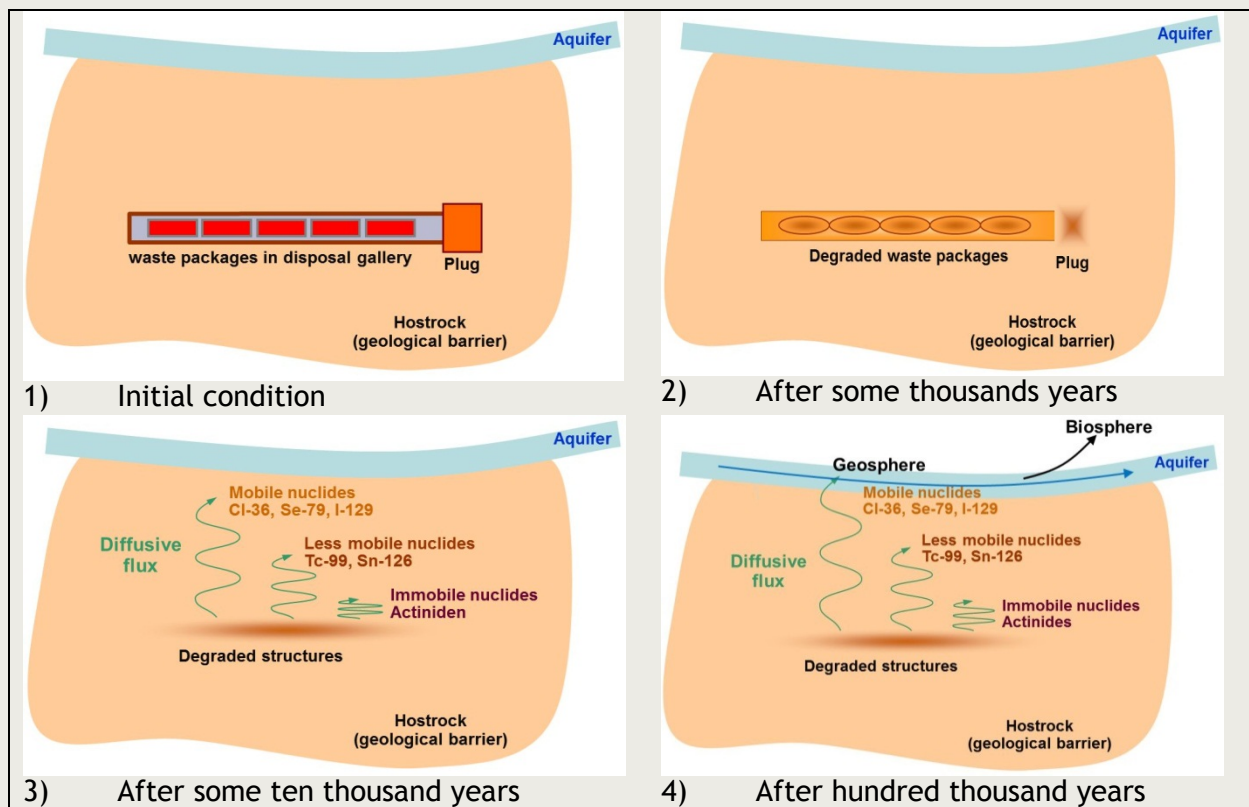 Aquifer
waste packages in disposal gallery
Plug
Hostrock
(geological barrier)
1) Initial condition
Aquifer
Degraded waste packages
Plug
Hostrock
(geological barrier)
2) After some thousands years
Aquifer
Mobile nuclides
Cl-36, Se-79, I-129
Diffusive
flux
Less mobile nuclides
Tc-99, Sn-126
Immobile nuclides
Actiniden
Degraded structures
Hostrock
(geological barrier)
3) After some ten thousand years
Biosphere
Geosphere
Aquifer
Mobile nuclides
Cl-36, Se-79, I-129
Diffusive
flux
Less mobile nuclides
Tc-99, Sn-126
Immobile nuclides
Actinides
Degraded structures
Hostrock
(geological barrier)
4) After hundred thousand years